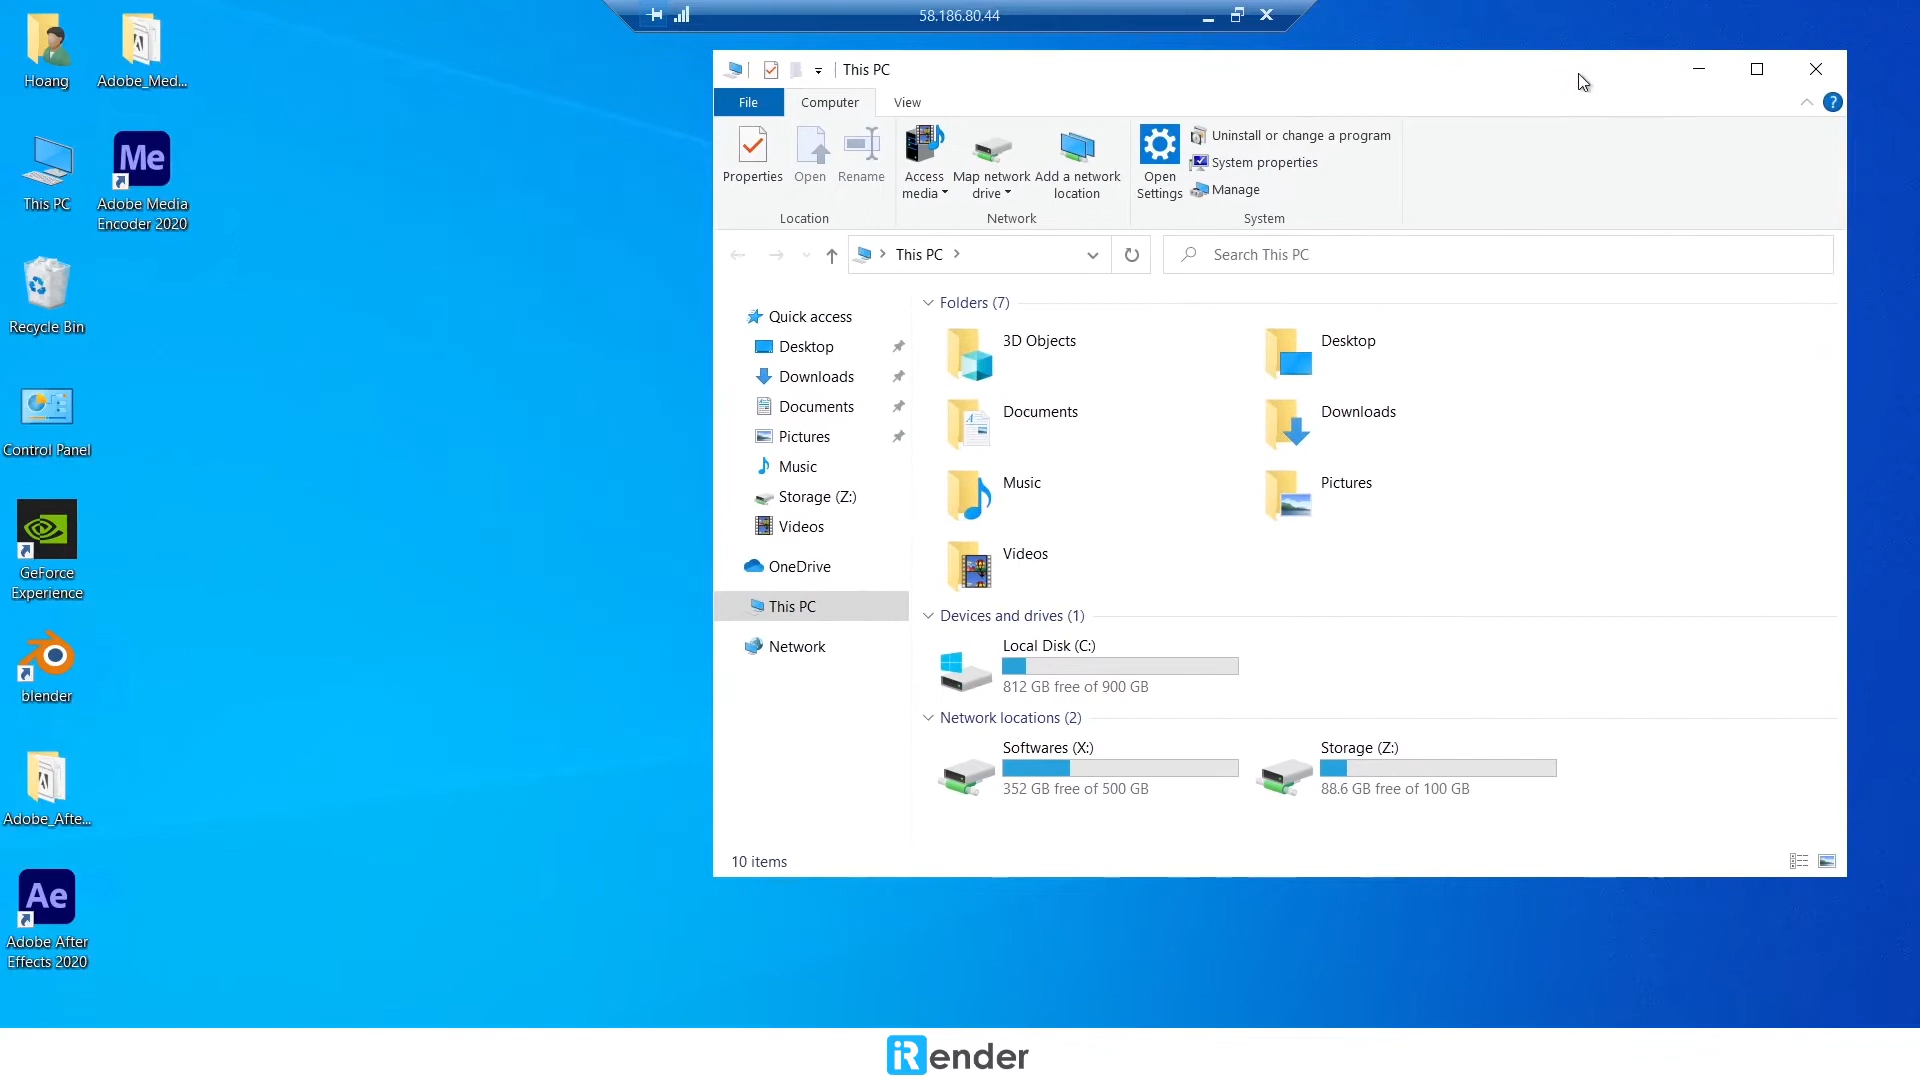 58.186.80.44
Hoang
Adobe_Med...
This PC
Me
Adobe Media
Encoder 2020
Recycle Bin
Control Panel
GeForce
Experience
blender
Adobe_Afte...
Ae
Adobe After
Effects 2020
This PC
File
Computer
View
Properties
Open
Rename
Location
Access
media
Map network
drive
Add a network
location
Network
Open
Settings
Uninstall or change a program
System properties
Manage
System
This PC
Search This PC
Quick access
Desktop
Downloads
Documents
Pictures
Music
Storage (Z:)
Videos
OneDrive
This PC
Network
Folders (7)
3D Objects
Desktop
Documents
Downloads
Music
Pictures
Videos
Devices and drives (1)
Local Disk (C:)
812 GB free of 900 GB
Network locations (2)
Softwares (X:)
352 GB free of 500 GB
Storage (Z:)
88.6 GB free of 100 GB
10 items
iRender